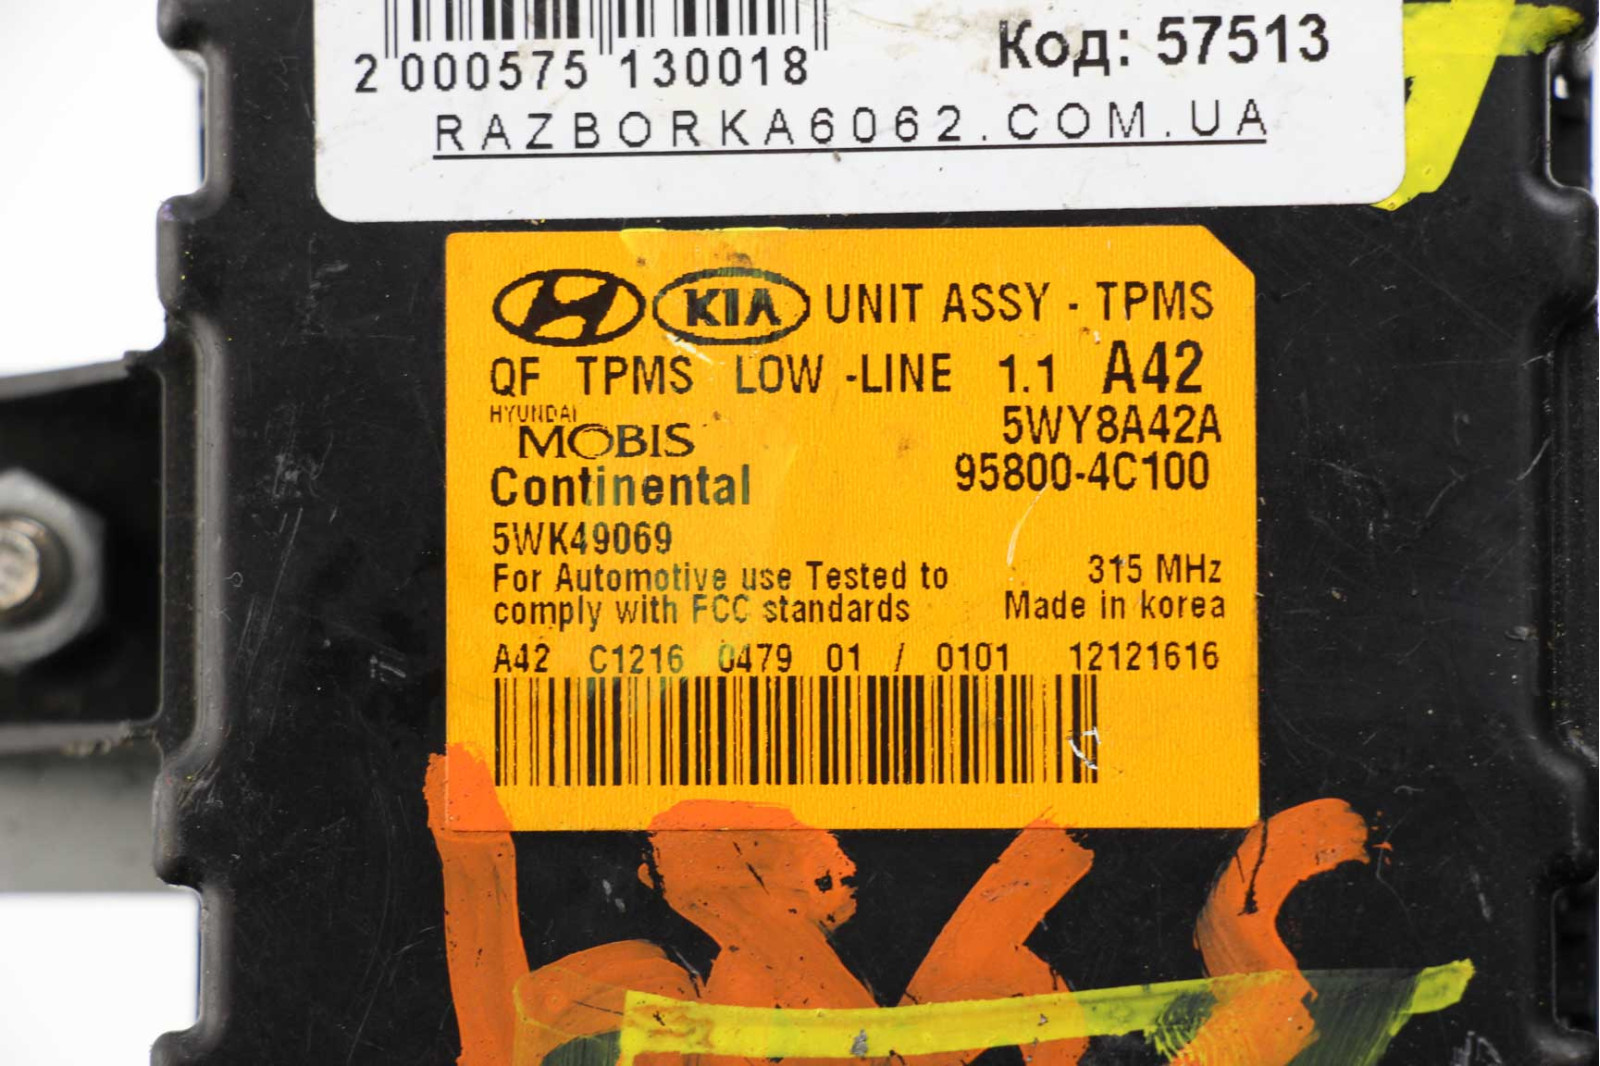 2 000575 130018
Код: 57513
RAZBORKA6062.COM.UA
KIA UNIT ASSY - TPMS
QF TPMS LOW -LINE 1.1 A42
HYUNDAI
MOBIS
5WY8A42A
Continental
95800-4C100
5WK49069
For Automotive use Tested to
comply with FCC standards
315 MHz
Made in korea
A42 C1216 0479 01 / 0101 12121616